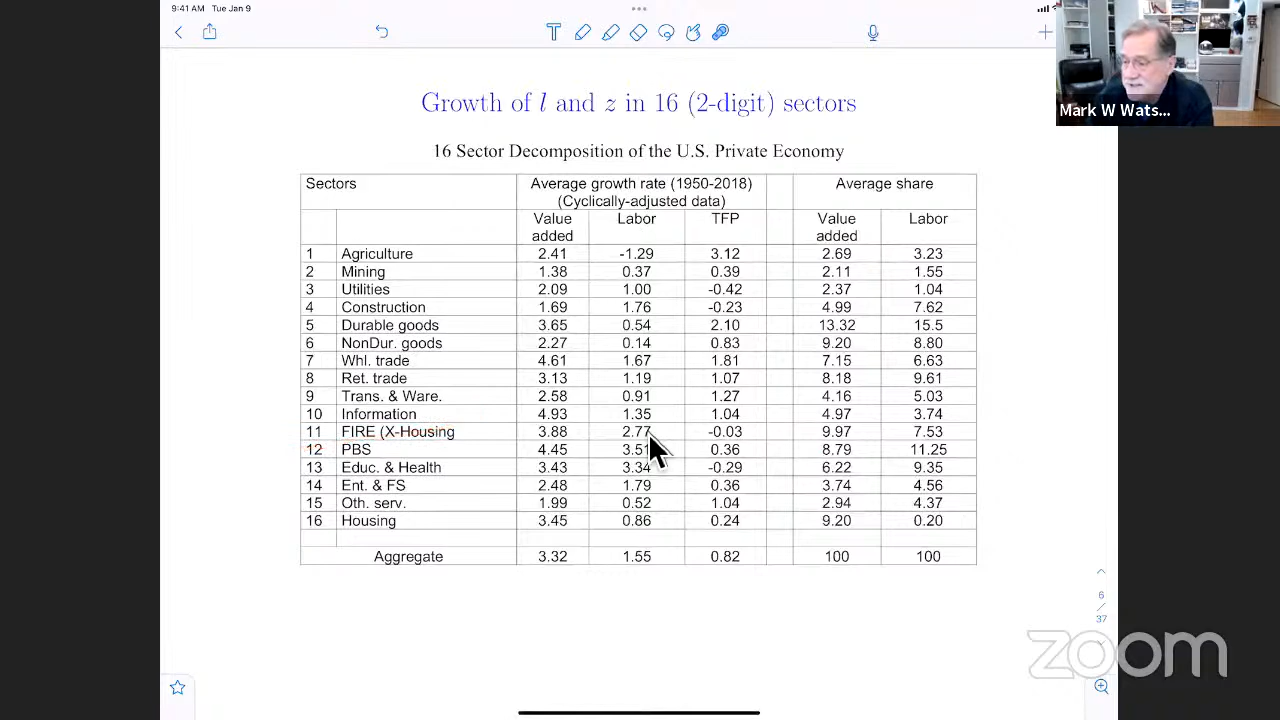 9:41 AM Tue Jan 9
Mark W Wats...
Growth of l and z in 16 (2-digit) sectors
16 Sector Decomposition of the U.S. Private Economy
Sectors Average growth rate (1950-2018) Average share
(Cyclically-adjusted data)
Value Labor TFP Value Labor
added added
1 Agriculture 2.41 -1.29 3.12 2.69 3.23
2 Mining 1.38 0.37 0.39 2.11 1.55
3 Utilities 2.09 1.00 -0.42 2.37 1.04
4 Construction 1.69 1.76 -0.23 4.99 7.62
5 Durable goods 3.65 0.54 2.10 13.32 15.5
6 NonDur. goods 2.27 0.14 0.83 9.20 8.80
7 Whl. trade 4.61 1.67 1.81 7.15 6.63
8 Ret. trade 3.13 1.19 1.07 8.18 9.61
9 Trans. & Ware. 2.58 0.91 1.27 4.16 5.03
10 Information 4.93 1.35 1.04 4.97 3.74
11 FIRE (X-Housing 3.88 2.77 -0.03 9.97 7.53
12 PBS 4.45 3.51 0.36 8.79 11.25
13 Educ. & Health 3.43 3.34 -0.29 6.22 9.35
14 Ent. & FS 2.48 1.79 0.36 3.74 4.56
15 Oth. serv. 1.99 0.52 1.04 2.94 4.37
16 Housing 3.45 0.86 0.24 9.20 0.20
Aggregate 3.32 1.55 0.82 100 100
6
/
37
zoom